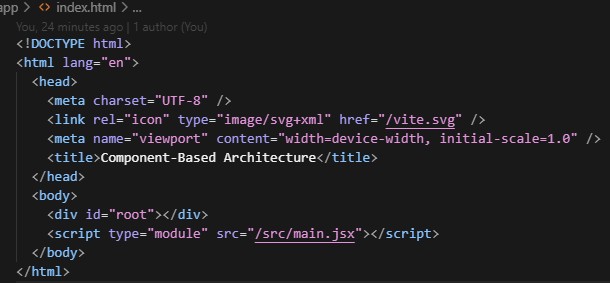 app > <> index.html > ...
You, 24 minutes ago | 1 author (You)
<!DOCTYPE html>
<html lang="en">
  <head>
    <meta charset="UTF-8" />
    <link rel="icon" type="image/svg+xml" href="/vite.svg" />
    <meta name="viewport" content="width=device-width, initial-scale=1.0" />
    <title>Component-Based Architecture</title>
  </head>
  <body>
    <div id="root"></div>
    <script type="module" src="/src/main.jsx"></script>
  </body>
</html>